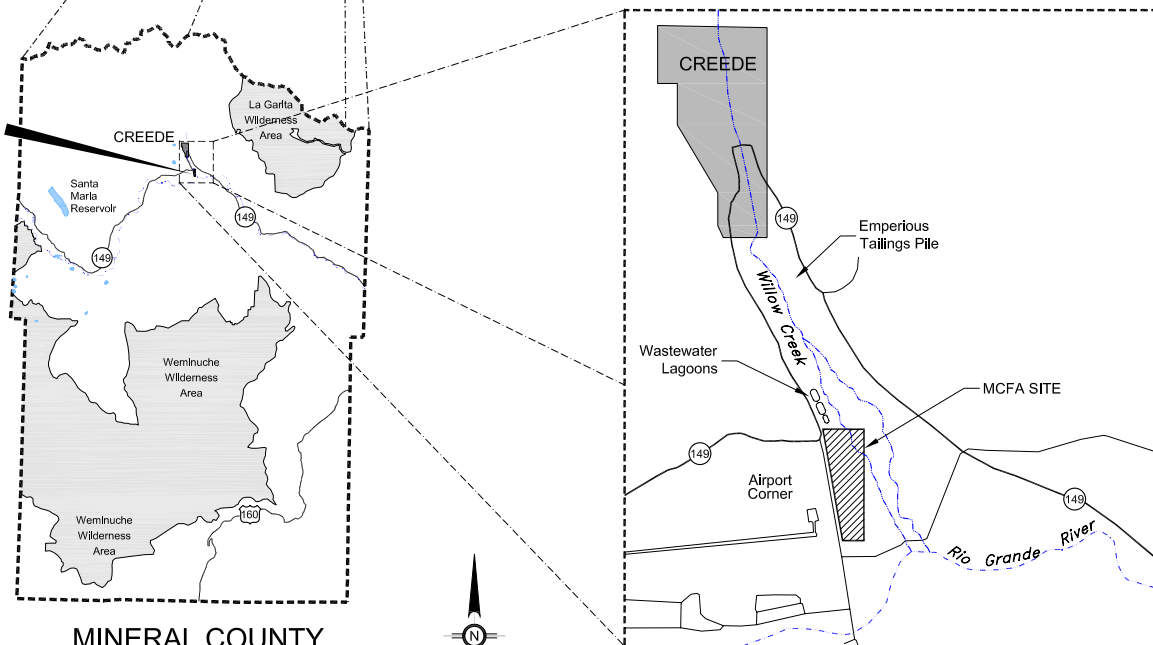 CREEDE
La Garita
Wilderness
Area
Santa
Maria
Reservoir
149
149
Weminuche
Wilderness
Area
Weminuche
Wilderness
Area
160
MINERAL COUNTY
N
CREEDE
149
Emperious
Tailings Pile
Willow Creek
Wastewater
Lagoons
MCFA SITE
149
Airport
Corner
149
Rio Grande River